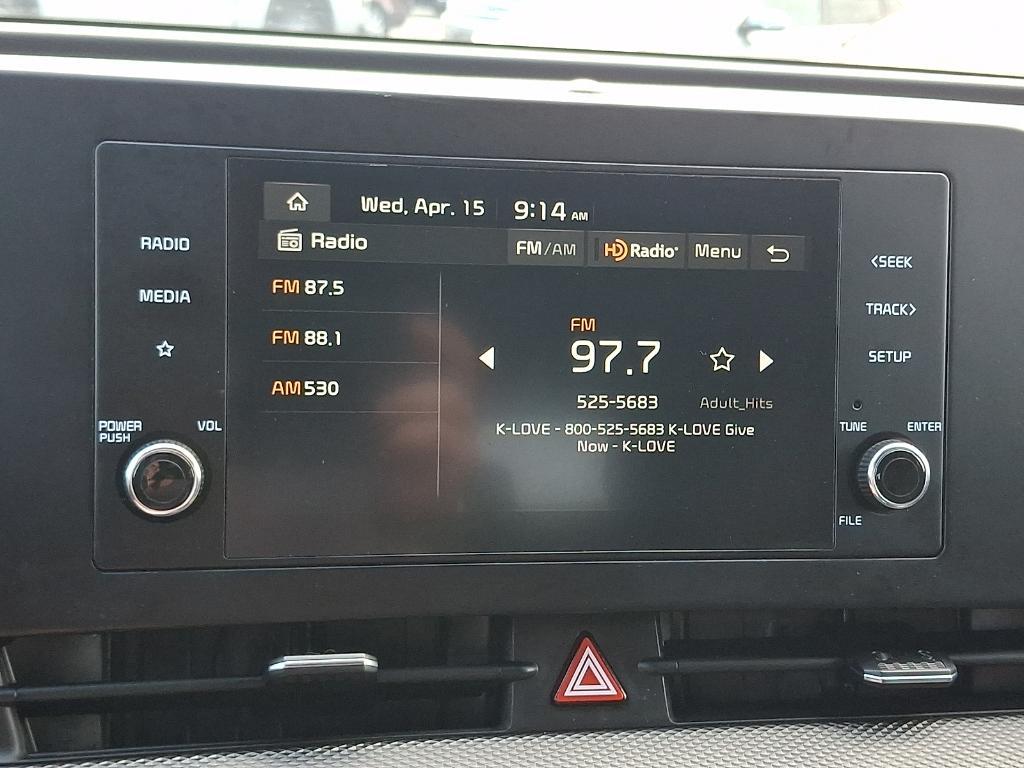 Wed, Apr. 15 9:14 AM
Radio FM/AM HD Radio® Menu
RADIO
MEDIA
FM 87.5
FM 88.1
AM 530
FM
97.7
525-5683 Adult_Hits
K-LOVE - 800-525-5683 K-LOVE Give
Now - K-LOVE
POWER
PUSH
VOL
<SEEK
TRACK>
SETUP
TUNE
ENTER
FILE